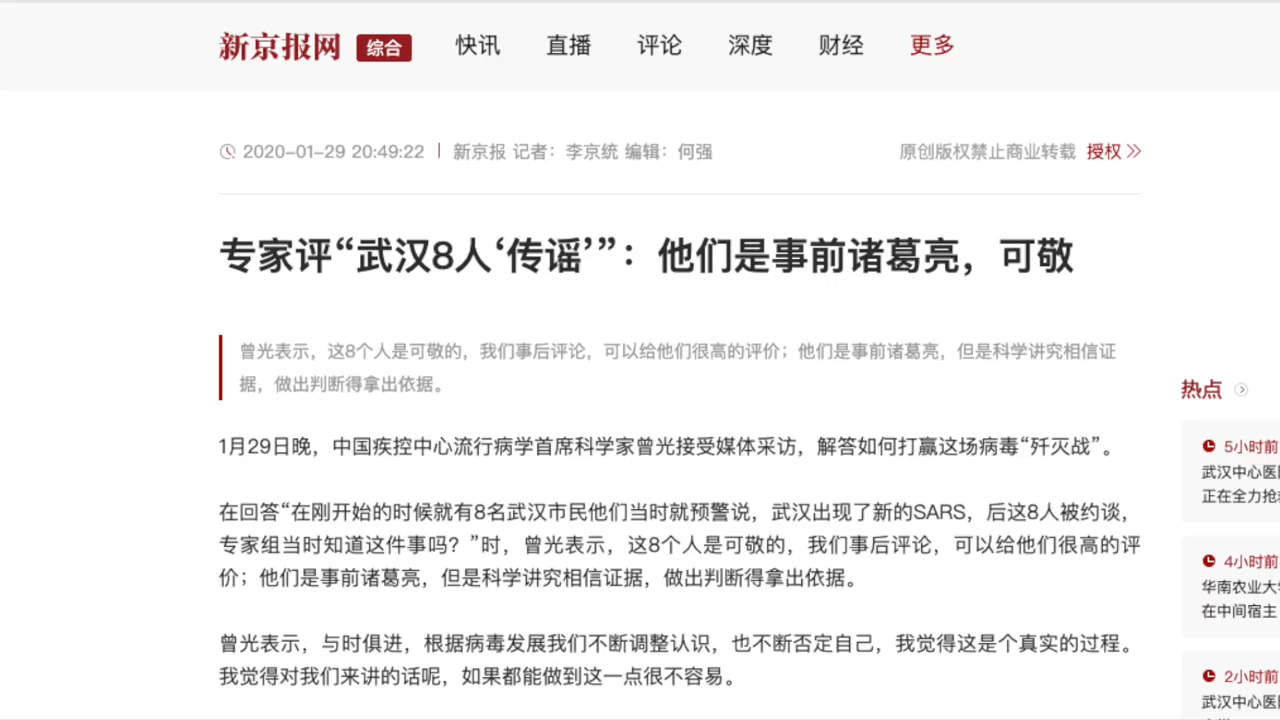 新京报网 综合 快讯 直播 评论 深度 财经 更多
2020-01-29 20:49:22 新京报 记者：李京统 编辑：何强 原创版权禁止商业转载 授权
专家评“武汉8人‘传谣’”：他们是事前诸葛亮，可敬
曾光表示，这8个人是可敬的，我们事后评论，可以给他们很高的评价；他们是事前诸葛亮，但是科学讲究相信证
据，做出判断得拿出依据。
1月29日晚，中国疾控中心流行病学首席科学家曾光接受媒体采访，解答如何打赢这场病毒“歼灭战”。
在回答“在刚开始的时候就有8名武汉市民他们当时就预警说，武汉出现了新的SARS，后这8人被约谈，
专家组当时知道这件事吗？”时，曾光表示，这8个人是可敬的，我们事后评论，可以给他们很高的评
价；他们是事前诸葛亮，但是科学讲究相信证据，做出判断得拿出依据。
曾光表示，与时俱进，根据病毒发展我们不断调整认识，也不断否定自己，我觉得这是个真实的过程。
我觉得对我们来讲的话呢，如果都能做到这一点很不容易。
热点
5小时前
武汉中心医
正在全力抢
4小时前
华南农业大
在中间宿主
2小时前
武汉中心医